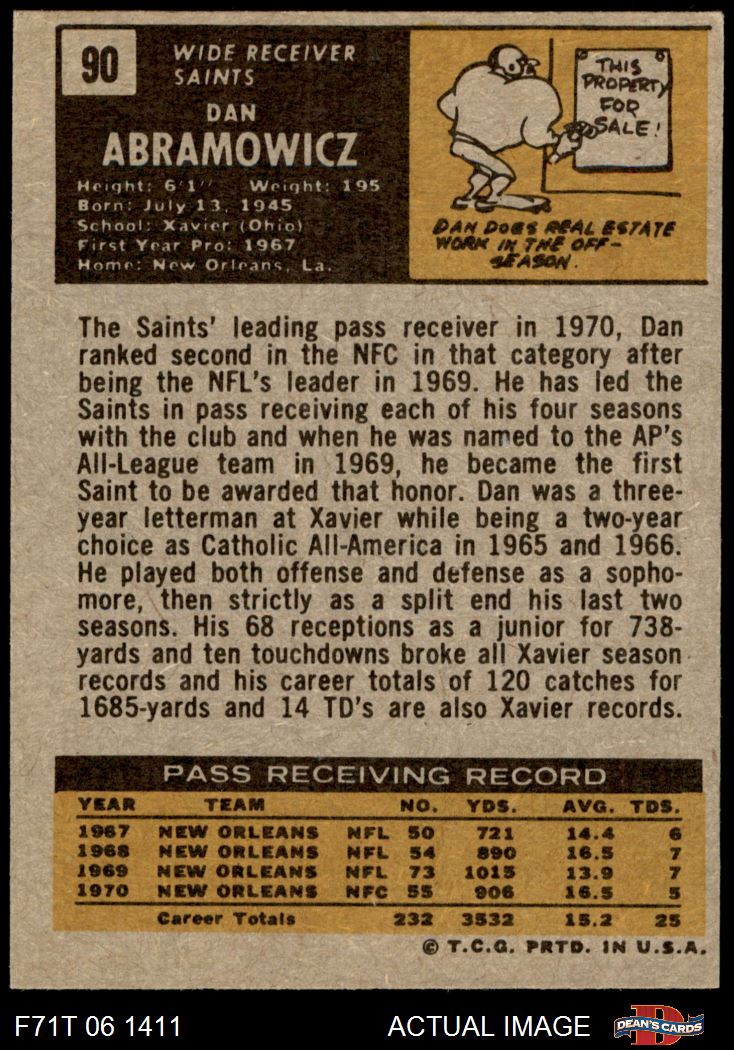 90
WIDE RECEIVER
SAINTS
DAN
ABRAMOWICZ
Height: 6'1" Weight: 195
Born: July 13, 1945
School: Xavier (Ohio)
First Year Pro: 1967
Home: New Orleans, La.
THIS
PROPERTY
FOR
SALE!
DAN DOES REAL ESTATE
WORK IN THE OFF-
SEASON.
The Saints' leading pass receiver in 1970, Dan
ranked second in the NFC in that category after
being the NFL's leader in 1969. He has led the
Saints in pass receiving each of his four seasons
with the club and when he was named to the AP's
All-League team in 1969, he became the first
Saint to be awarded that honor. Dan was a three-
year letterman at Xavier while being a two-year
choice as Catholic All-America in 1965 and 1966.
He played both offense and defense as a sopho-
more, then strictly as a split end his last two
seasons. His 68 receptions as a junior for 738-
yards and ten touchdowns broke all Xavier season
records and his career totals of 120 catches for
1685-yards and 14 TD's are also Xavier records.
PASS RECEIVING RECORD
YEAR TEAM NO. YDS. AVG. TDS.
1967 NEW ORLEANS NFL 50 721 14.4 6
1968 NEW ORLEANS NFL 54 890 16.5 7
1969 NEW ORLEANS NFL 73 1015 13.9 7
1970 NEW ORLEANS NFC 55 906 16.5 5
Career Totals 232 3532 15.2 25
© T.C.G. PRTD. IN U.S.A.
F71T 06 1411 ACTUAL IMAGE D DEAN'S CARDS